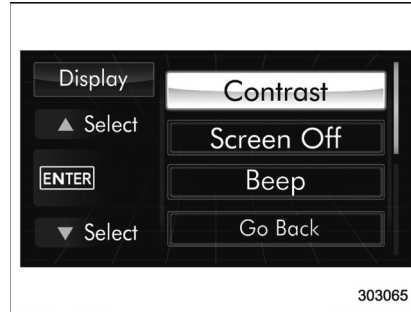 Display
▲ Select
ENTER
▼ Select
Contrast
Screen Off
Beep
Go Back
303065